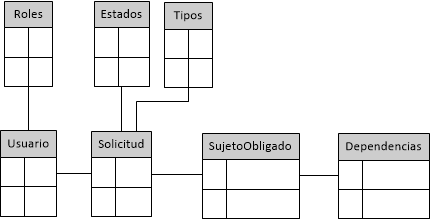 Roles
Estados
Tipos
Usuario
Solicitud
SujetoObligado
Dependencias